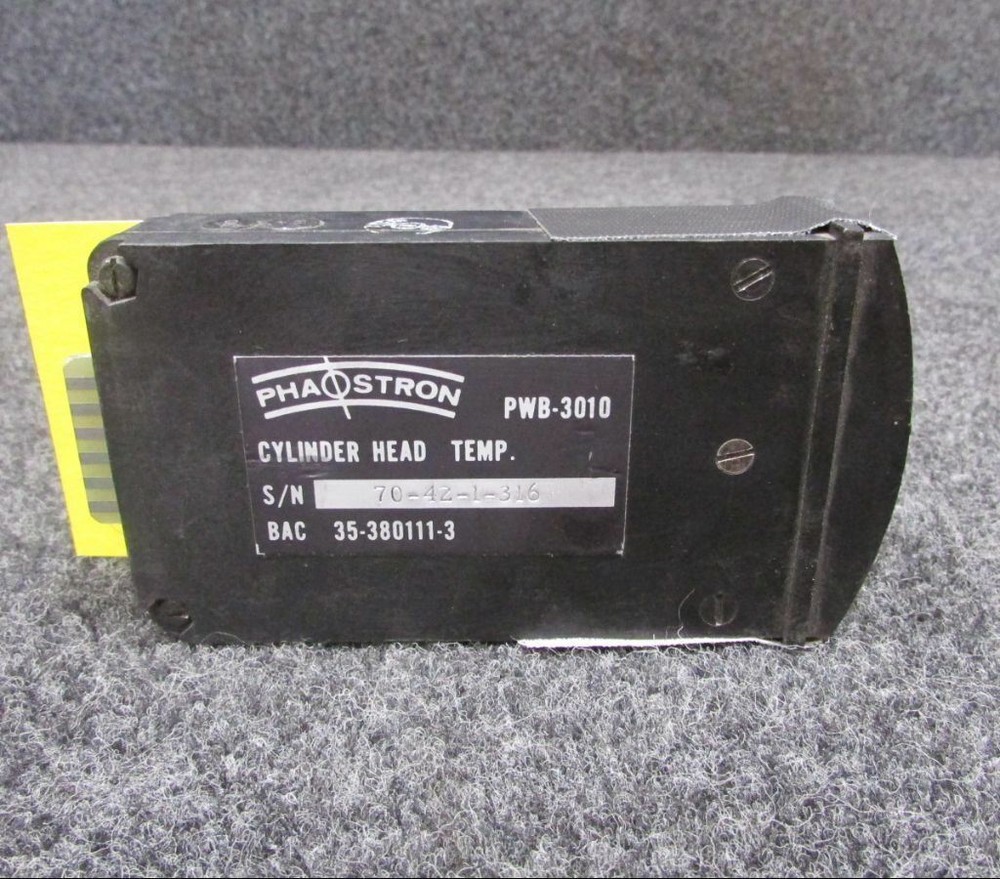 PHAOSTRON
PWB-3010
CYLINDER HEAD TEMP.
S/N 70-42-1-316
BAC 35-380111-3